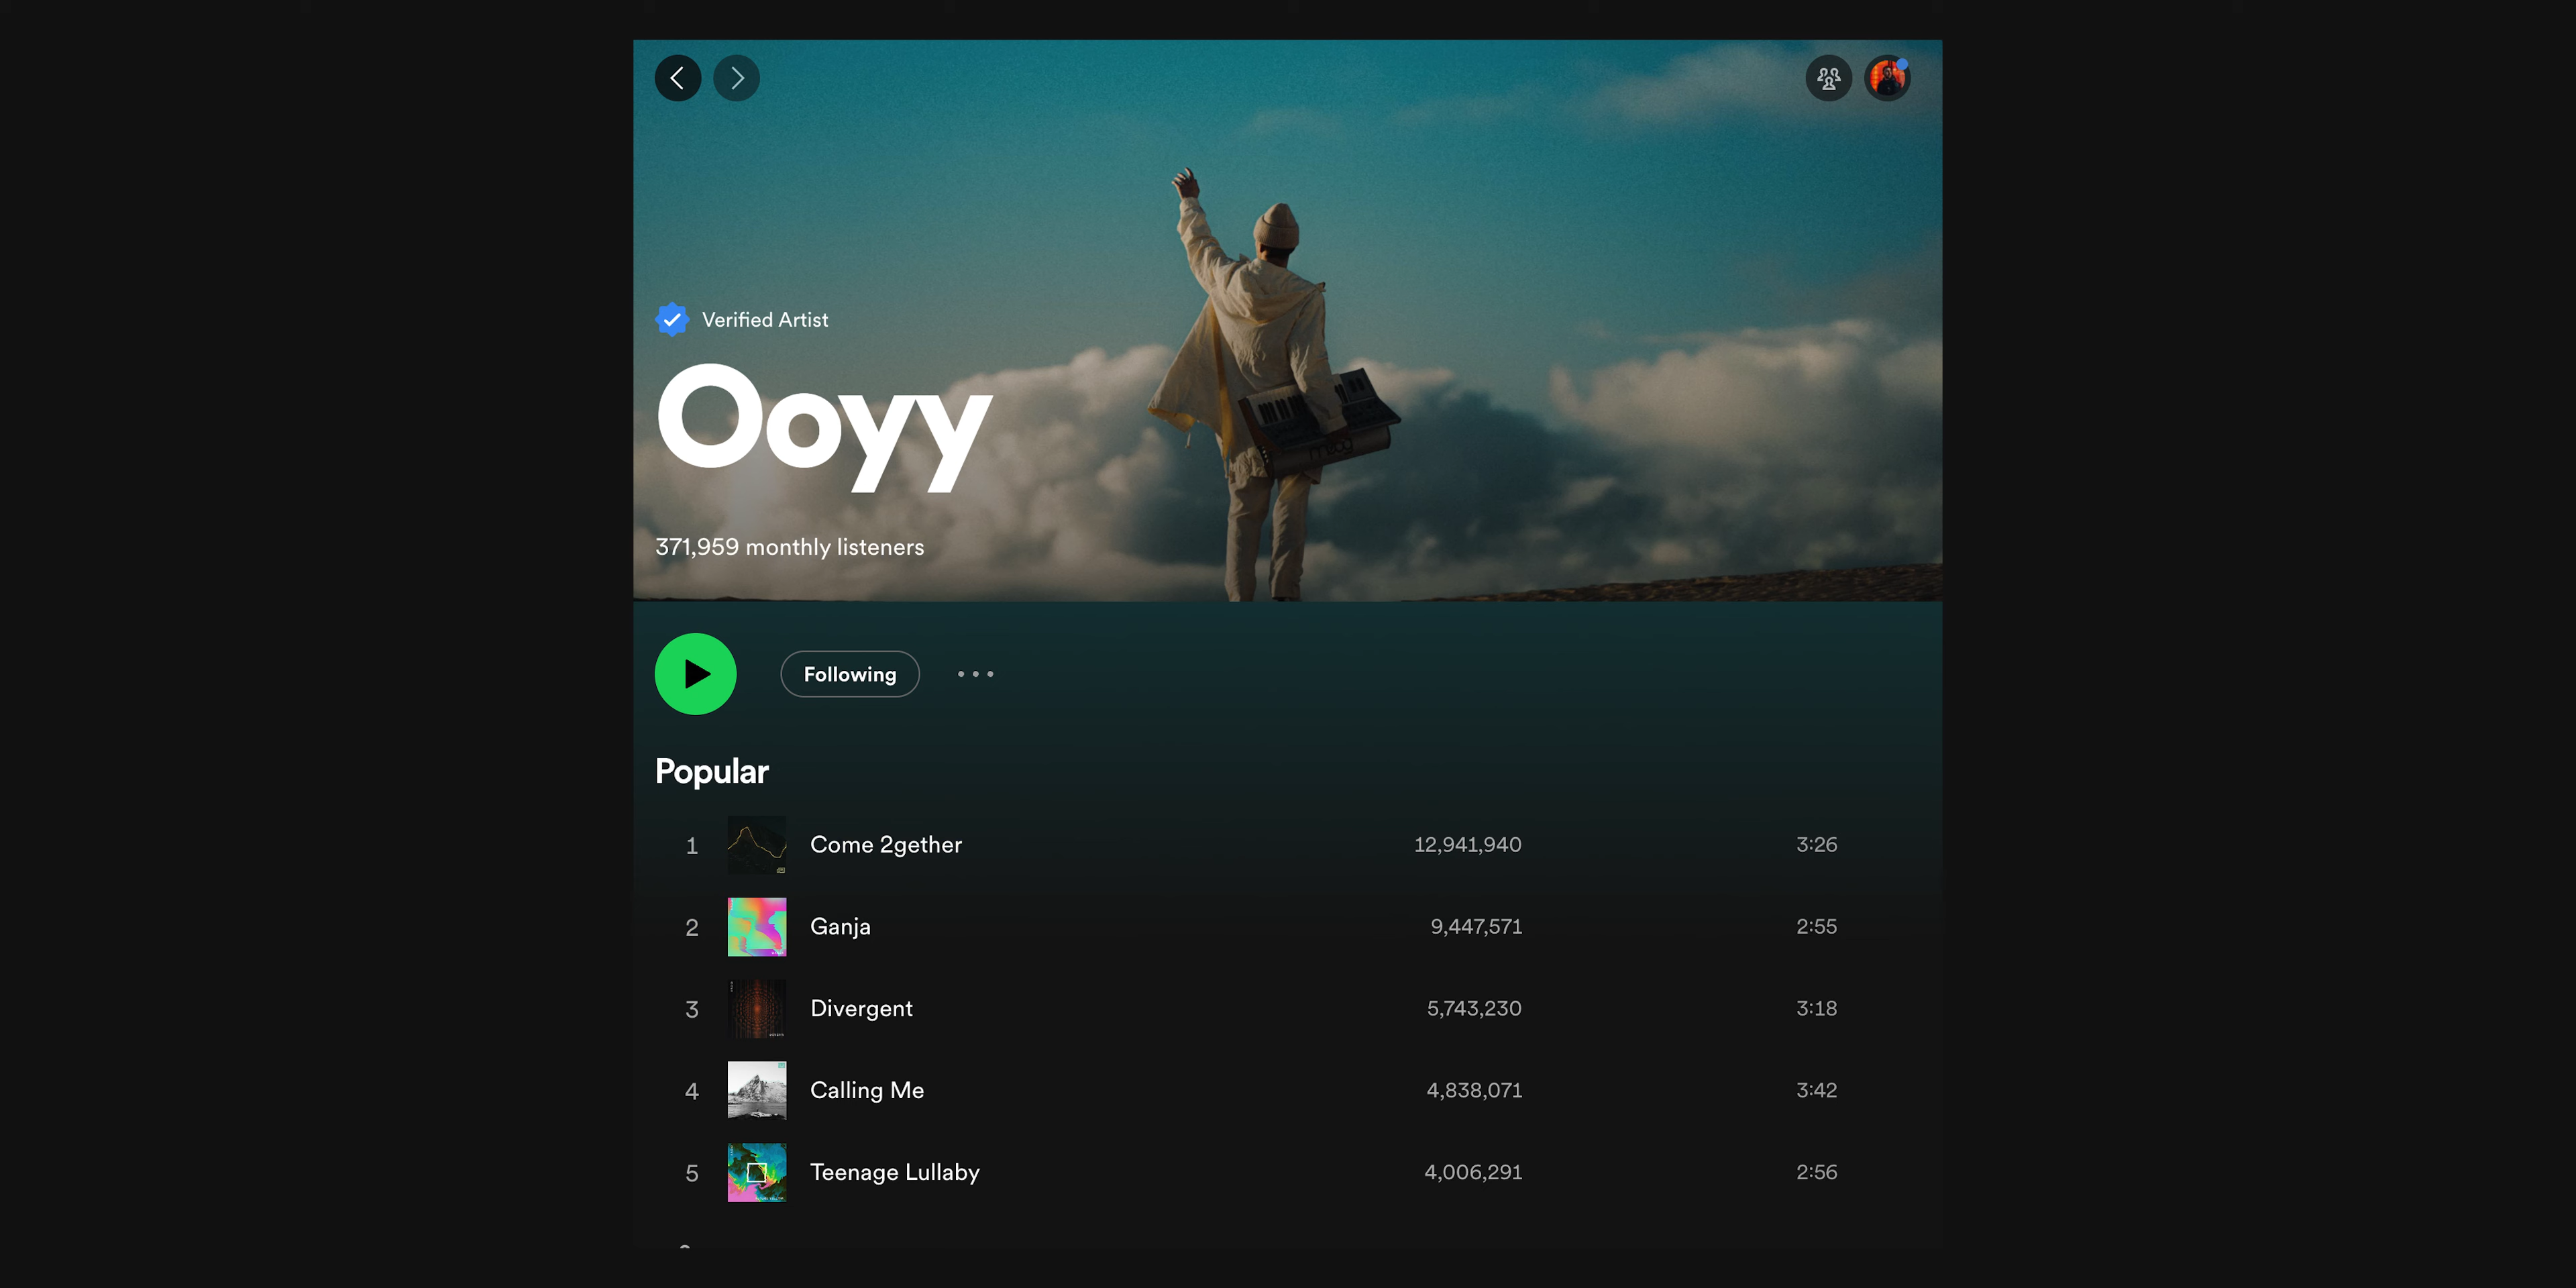 Verified Artist
Ooyy
moog
371,959 monthly listeners
Following
Popular
1 Come 2gether 12,941,940 3:26
2 Ganja 9,447,571 2:55
3 Divergent 5,743,230 3:18
4 Calling Me 4,838,071 3:42
5 Teenage Lullaby 4,006,291 2:56